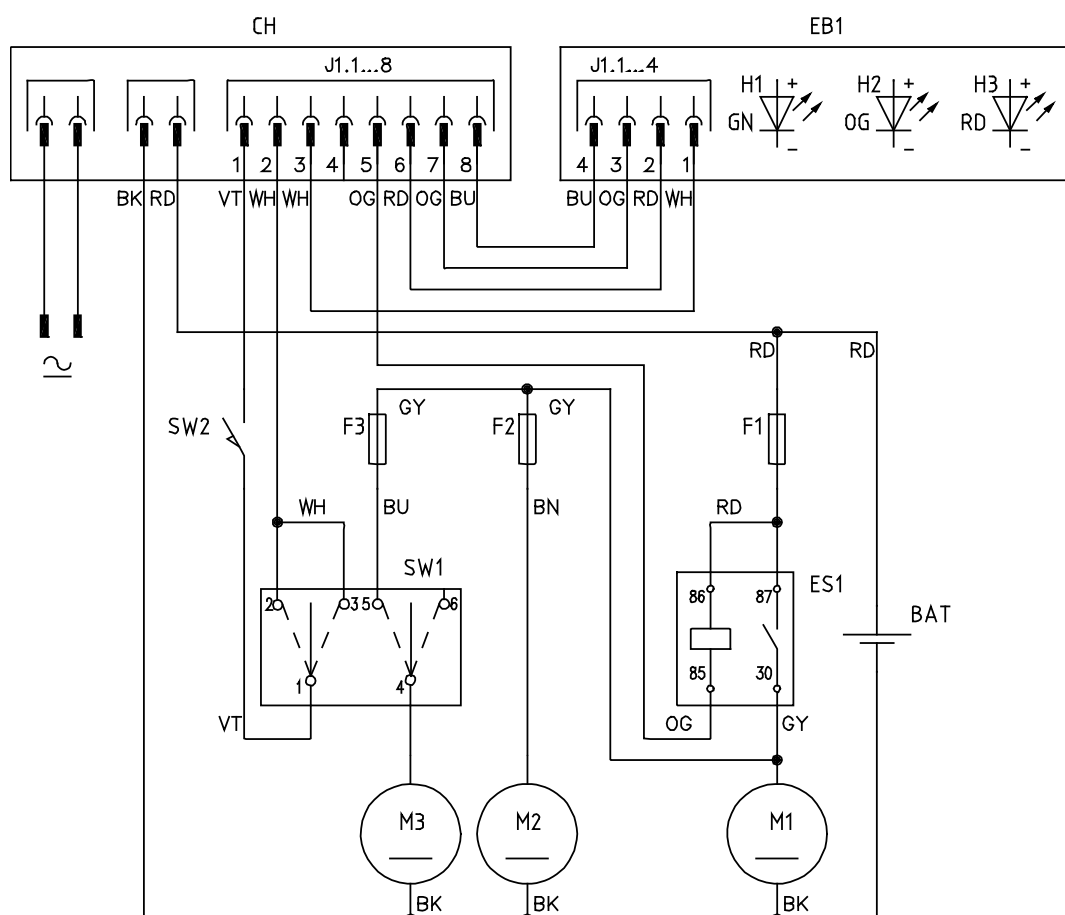 CH EB1
J1.1...8 J1.1...4 H1 + H2 + H3 +
GN OG RD
- - -
1 2 3 4 5 6 7 8 4 3 2 1
BK RD VT WH WH OG RD OG BU BU OG RD WH
RD RD
GY GY
SW2 F3 F2 F1
WH BU BN RD
SW1 ES1
2 3 5 6 86 87
BAT
1 4 85 30
VT OG GY
M3 M2 M1
BK BK BK